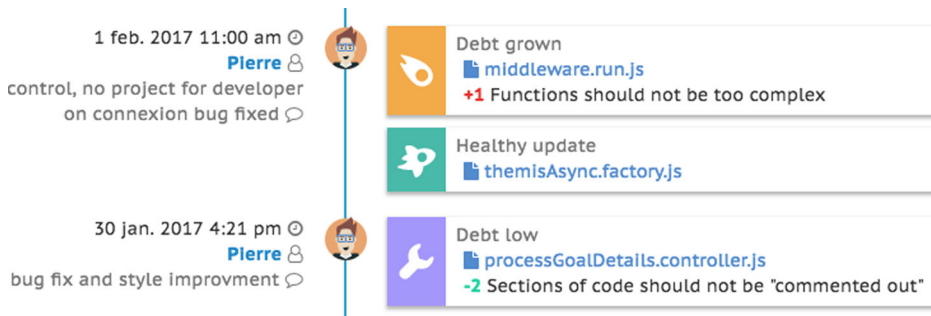 1 feb. 2017 11:00 am
Pierre
control, no project for developer
on connexion bug fixed
Debt grown
middleware.run.js
+1 Functions should not be too complex
Healthy update
themisAsync.factory.js
30 jan. 2017 4:21 pm
Pierre
bug fix and style improvment
Debt low
processGoalDetails.controller.js
-2 Sections of code should not be "commented out"